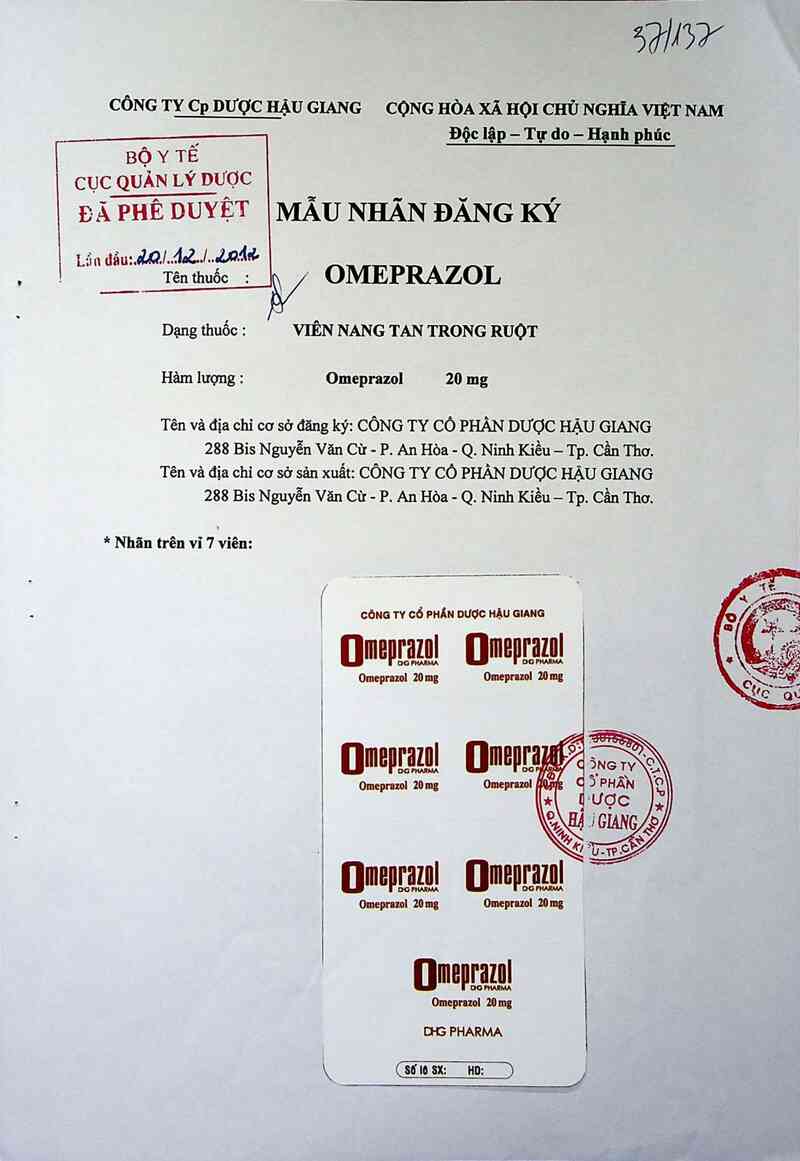 37/137
CÔNG TY Cp DƯỢC HẬU GIANG
CỘNG HÒA XÃ HỘI CHỦ NGHĨA VIỆT NAM
Độc lập – Tự do – Hạnh phúc
BỘ Y TẾ
CỤC QUẢN LÝ DƯỢC
ĐÃ PHÊ DUYỆT
Lần đầu:.20./..12../..2012
MẪU NHÃN ĐĂNG KÝ
Tên thuốc : OMEPRAZOL
Dạng thuốc : VIÊN NANG TAN TRONG RUỘT
Hàm lượng : Omeprazol 20 mg
Tên và địa chỉ cơ sở đăng ký: CÔNG TY CỔ PHẦN DƯỢC HẬU GIANG
288 Bis Nguyễn Văn Cừ - P. An Hòa - Q. Ninh Kiều – Tp. Cần Thơ.
Tên và địa chỉ cơ sở sản xuất: CÔNG TY CỔ PHẦN DƯỢC HẬU GIANG
288 Bis Nguyễn Văn Cừ - P. An Hòa - Q. Ninh Kiều – Tp. Cần Thơ.
* Nhãn trên vỉ 7 viên:
CÔNG TY CỔ PHẦN DƯỢC HẬU GIANG
Omeprazol Omeprazol
DHG PHARMA DHG PHARMA
Omeprazol 20 mg Omeprazol 20 mg
Omeprazol Omeprazol
DHG PHARMA DHG
Omeprazol 20 mg Omeprazol 20 mg
Omeprazol Omeprazol
DHG PHARMA DHG PHARMA
Omeprazol 20 mg Omeprazol 20 mg
Omeprazol
DHG PHARMA
Omeprazol 20 mg
DHG PHARMA
Số lô SX: HD:
CÔNG TY
CỔ PHẦN
DƯỢC
HẬU GIANG
C.T.C.P
Q.NINH KIỀU-TP.CẦN THƠ
BỘ Y TẾ
CỤC QU